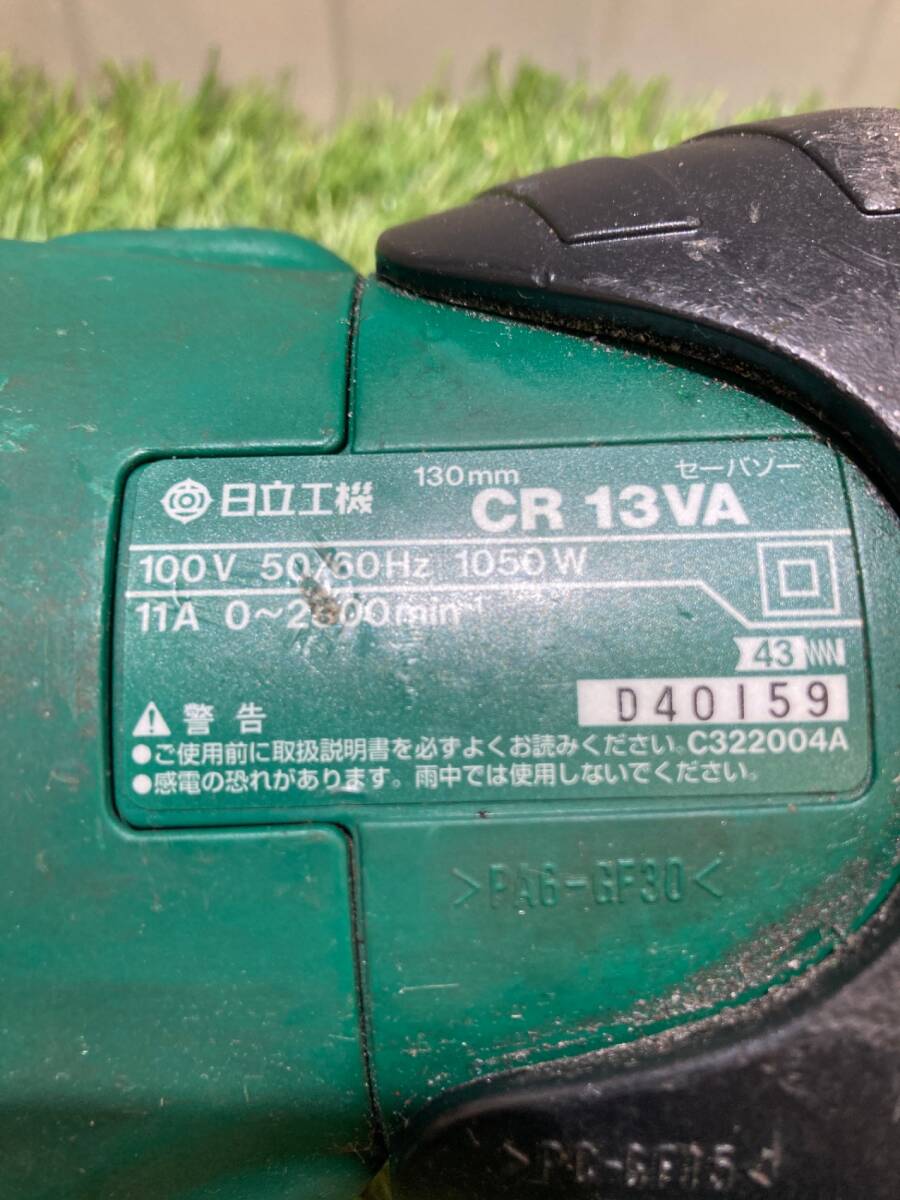 日立工機 130mm セーバソー
CR 13VA
100V 50/60Hz 1050W
11A
43
D40159
警告
●ご使用前に取扱説明書を必ずよくお読みください。C322004A
●感電の恐れがあります。雨中では使用しないでください。
>PA6-GF30<